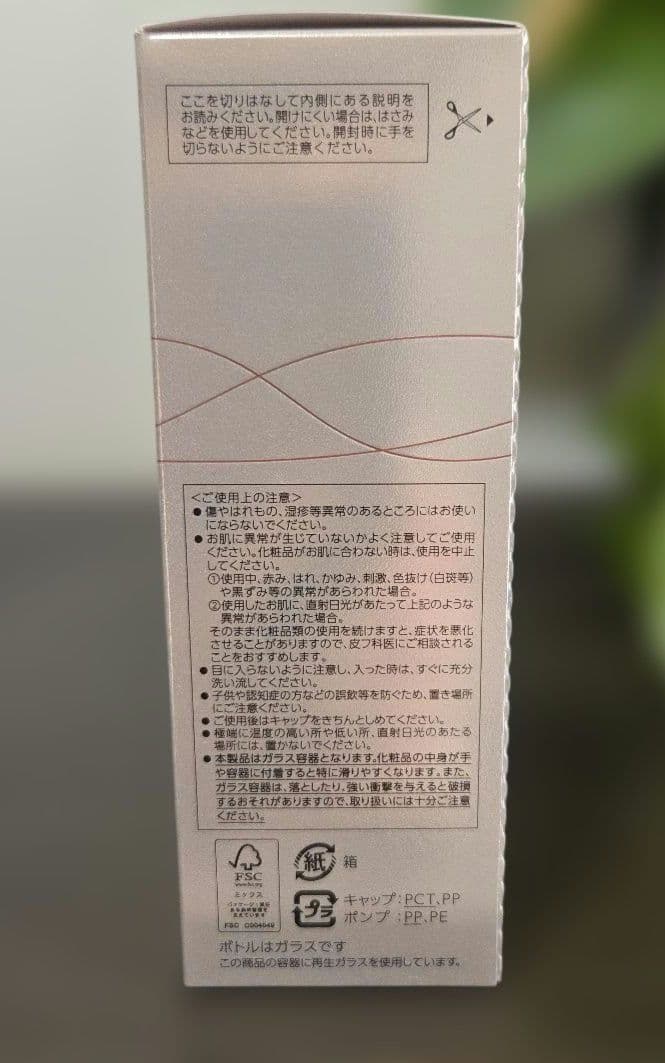 ここを切りはなして内側にある説明を
お読みください。開けにくい場合は、はさみ
などを使用してください。開封時に手を
切らないようにご注意ください。
<ご使用上の注意>
●傷やはれもの、湿疹等異常のあるところにはお使い
にならないでください。
●お肌に異常が生じていないかよく注意してご使用
ください。化粧品がお肌に合わない時は、使用を中止
してください。
①使用中、赤み、はれ、かゆみ、刺激、色抜け(白斑等)
や黒ずみ等の異常があらわれた場合。
②使用したお肌に、直射日光があたって上記のような
異常があらわれた場合。
そのまま化粧品類の使用を続けますと、症状を悪化
させることがありますので、皮フ科医にご相談される
ことをおすすめします。
●目に入らないように注意し、入った時は、すぐに充分
洗い流してください。
●子供や認知症の方などの誤飲等を防ぐため、置き場所
にご注意ください。
●ご使用後はキャップをきちんとしめてください。
●極端に温度の高い所や低い所、直射日光のあたる
場所には、置かないでください。
●本製品はガラス容器となります。化粧品の中身が手
や容器に付着すると特に滑りやすくなります。また、
ガラス容器は、落としたり、強い衝撃を与えると破損
するおそれがありますので、取り扱いには十分ご注意
ください。
FSC
www.fsc.org
ミックス
FSC C004049
紙 箱
プラ キャップ:PCT,PP
ポンプ:PP,PE
ボトルはガラスです
この商品の容器に再生ガラスを使用しています。